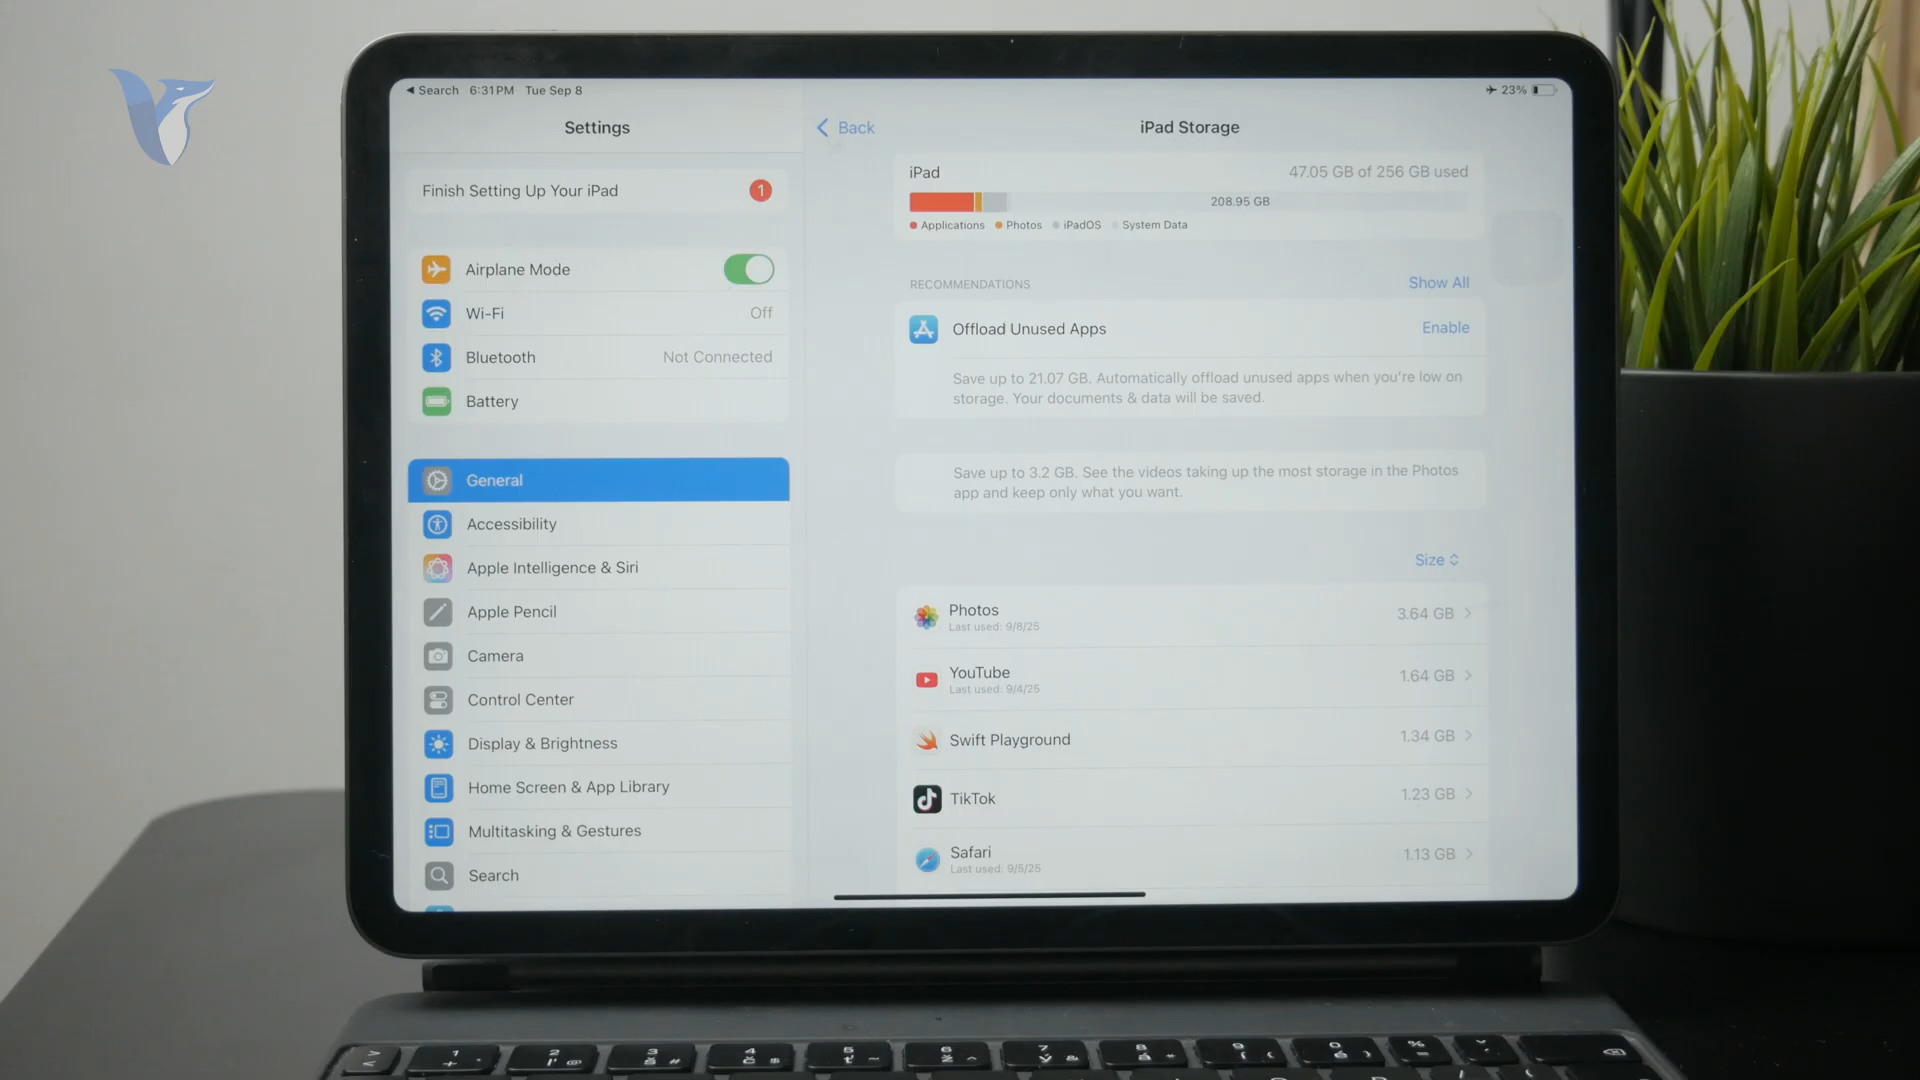 Search 6:31PM Tue Sep 8
23%
Settings
Back
iPad Storage
Finish Setting Up Your iPad
1
Airplane Mode
Wi-Fi
Off
Bluetooth
Not Connected
Battery
General
Accessibility
Apple Intelligence & Siri
Apple Pencil
Camera
Control Center
Display & Brightness
Home Screen & App Library
Multitasking & Gestures
Search
iPad
47.05 GB of 256 GB used
208.95 GB
Applications Photos iPadOS System Data
RECOMMENDATIONS
Show All
Offload Unused Apps
Enable
Save up to 21.07 GB. Automatically offload unused apps when you're low on
storage. Your documents & data will be saved.
Save up to 3.2 GB. See the videos taking up the most storage in the Photos
app and keep only what you want.
Size
Photos
Last used: 9/8/25
3.64 GB
YouTube
Last used: 9/4/25
1.64 GB
Swift Playground
1.34 GB
TikTok
1.23 GB
Safari
Last used: 9/5/25
1.13 GB